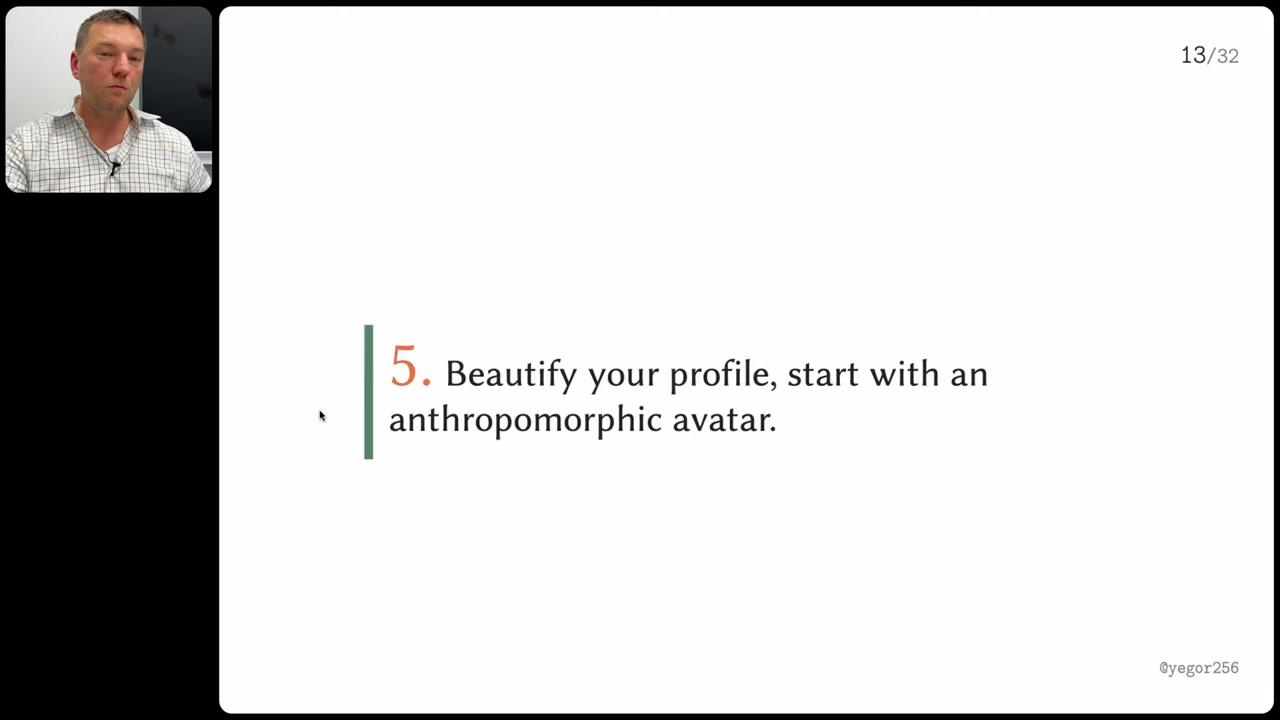 13/32
5. Beautify your profile, start with an
anthropomorphic avatar.
@yegor256